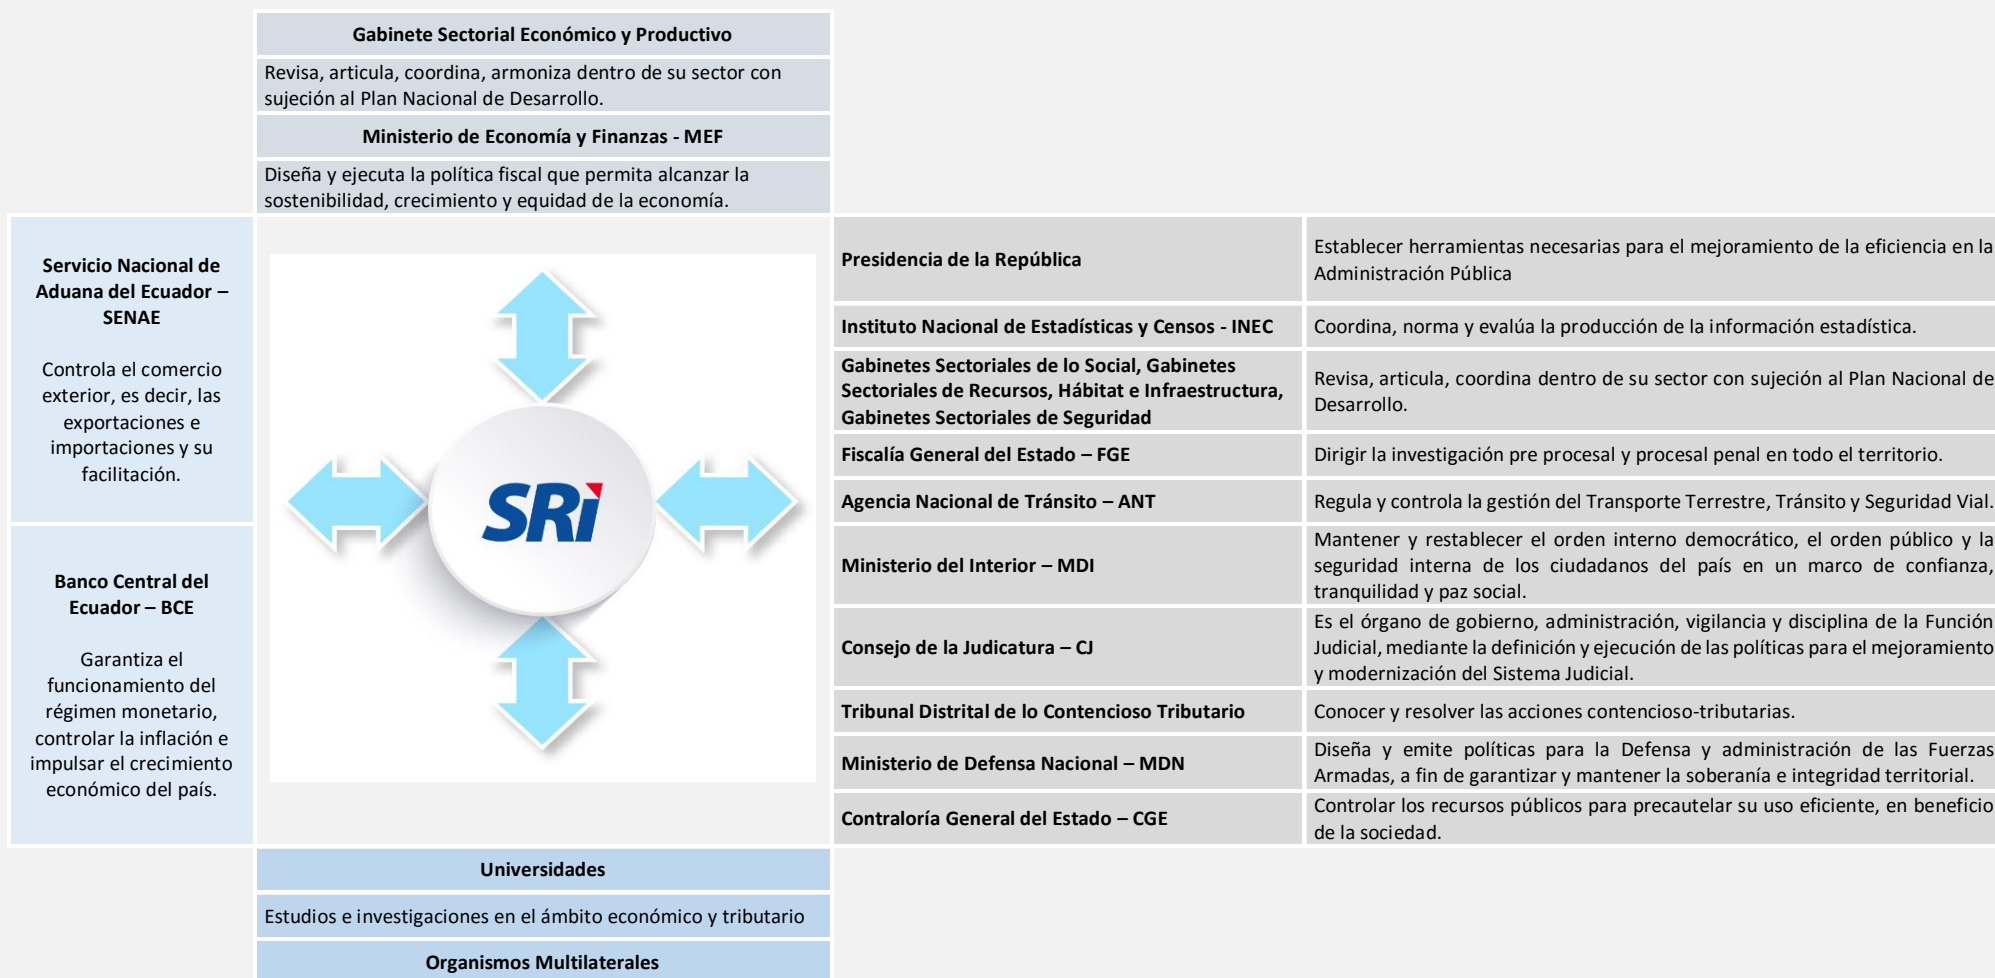 Gabinete Sectorial Económico y Productivo
Revisa, articula, coordina, armoniza dentro de su sector con
sujeción al Plan Nacional de Desarrollo.
Ministerio de Economía y Finanzas - MEF
Diseña y ejecuta la política fiscal que permita alcanzar la
sostenibilidad, crecimiento y equidad de la economía.
Servicio Nacional de
Aduana del Ecuador –
SENAE
Controla el comercio
exterior, es decir, las
exportaciones e
importaciones y su
facilitación.
Banco Central del
Ecuador – BCE
Garantiza el
funcionamiento del
régimen monetario,
controlar la inflación e
impulsar el crecimiento
económico del país.
SRi
Presidencia de la República
Establecer herramientas necesarias para el mejoramiento de la eficiencia en la
Administración Pública
Instituto Nacional de Estadísticas y Censos - INEC
Coordina, norma y evalúa la producción de la información estadística.
Gabinetes Sectoriales de lo Social, Gabinetes
Sectoriales de Recursos, Hábitat e Infraestructura,
Gabinetes Sectoriales de Seguridad
Revisa, articula, coordina dentro de su sector con sujeción al Plan Nacional de
Desarrollo.
Fiscalía General del Estado – FGE
Dirigir la investigación pre procesal y procesal penal en todo el territorio.
Agencia Nacional de Tránsito – ANT
Regula y controla la gestión del Transporte Terrestre, Tránsito y Seguridad Vial.
Ministerio del Interior – MDI
Mantener y restablecer el orden interno democrático, el orden público y la
seguridad interna de los ciudadanos del país en un marco de confianza,
tranquilidad y paz social.
Consejo de la Judicatura – CJ
Es el órgano de gobierno, administración, vigilancia y disciplina de la Función
Judicial, mediante la definición y ejecución de las políticas para el mejoramiento
y modernización del Sistema Judicial.
Tribunal Distrital de lo Contencioso Tributario
Conocer y resolver las acciones contencioso-tributarias.
Ministerio de Defensa Nacional – MDN
Diseña y emite políticas para la Defensa y administración de las Fuerzas
Armadas, a fin de garantizar y mantener la soberanía e integridad territorial.
Contraloría General del Estado – CGE
Controlar los recursos públicos para precautelar su uso eficiente, en beneficio
de la sociedad.
Universidades
Estudios e investigaciones en el ámbito económico y tributario
Organismos Multilaterales